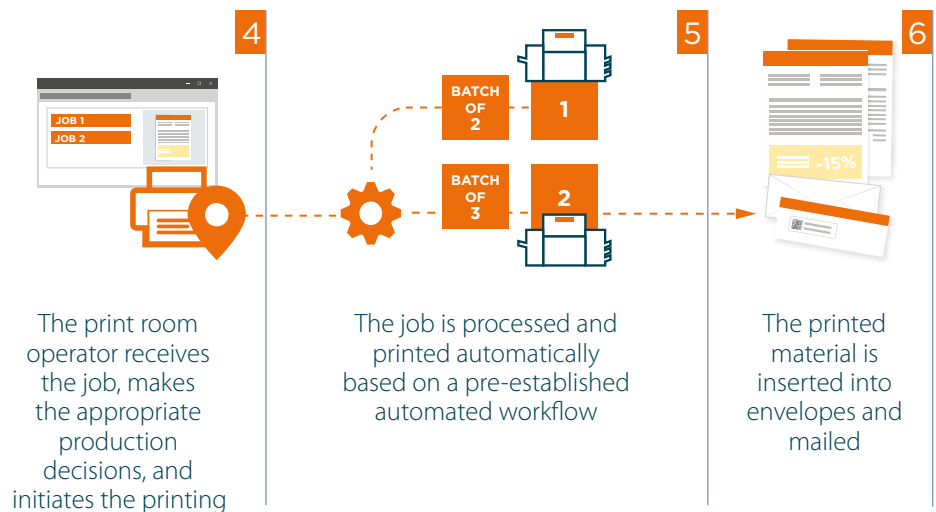 4
JOB 1
JOB 2
The print room
operator receives
the job, makes
the appropriate
production
decisions, and
initiates the printing
5
BATCH
OF
2
1
BATCH
OF
3
2
The job is processed and
printed automatically
based on a pre-established
automated workflow
6
-15%
The printed
material is
inserted into
envelopes and
mailed